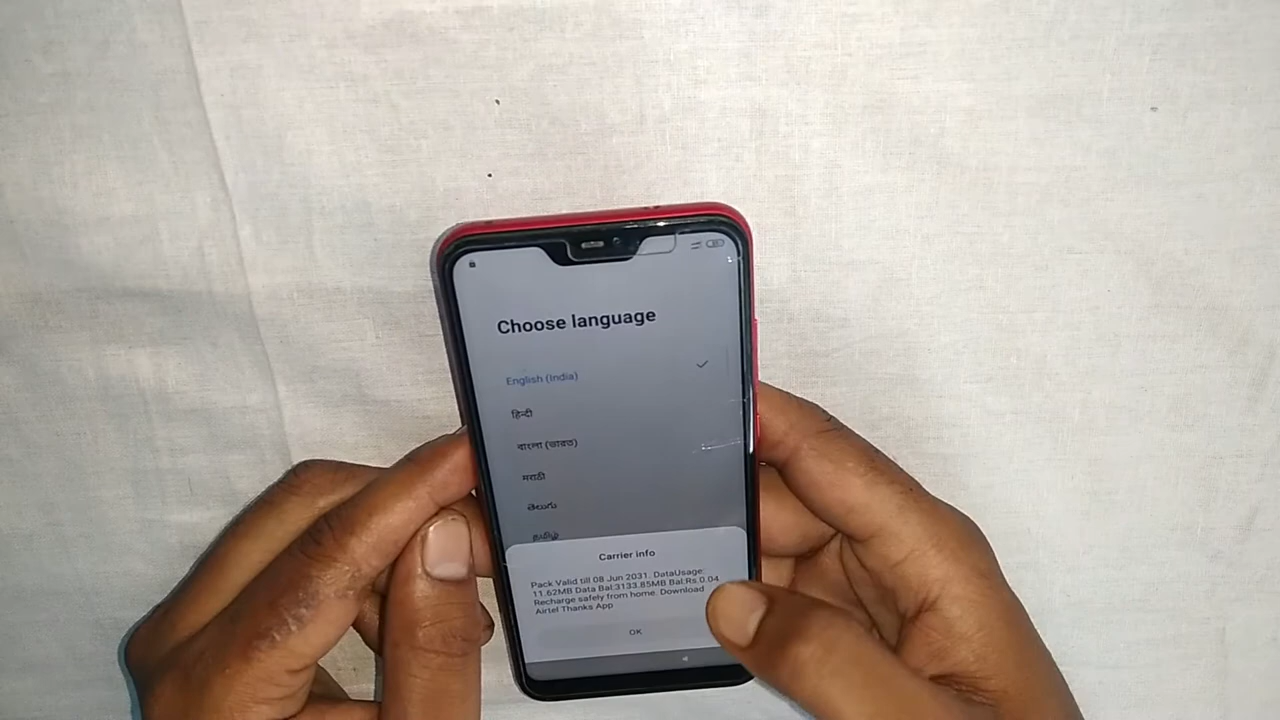 Choose language
English (India)
हिन्दी
বাংলা (ভারত)
मराठी
తెలుగు
தமிழ்
Carrier info
Pack Valid till 08 Jun 2031. DataUsage:
11.62MB Data Bal:3133.85MB Bal:Rs.0.04
Recharge safely from home. Download
Airtel Thanks App
OK